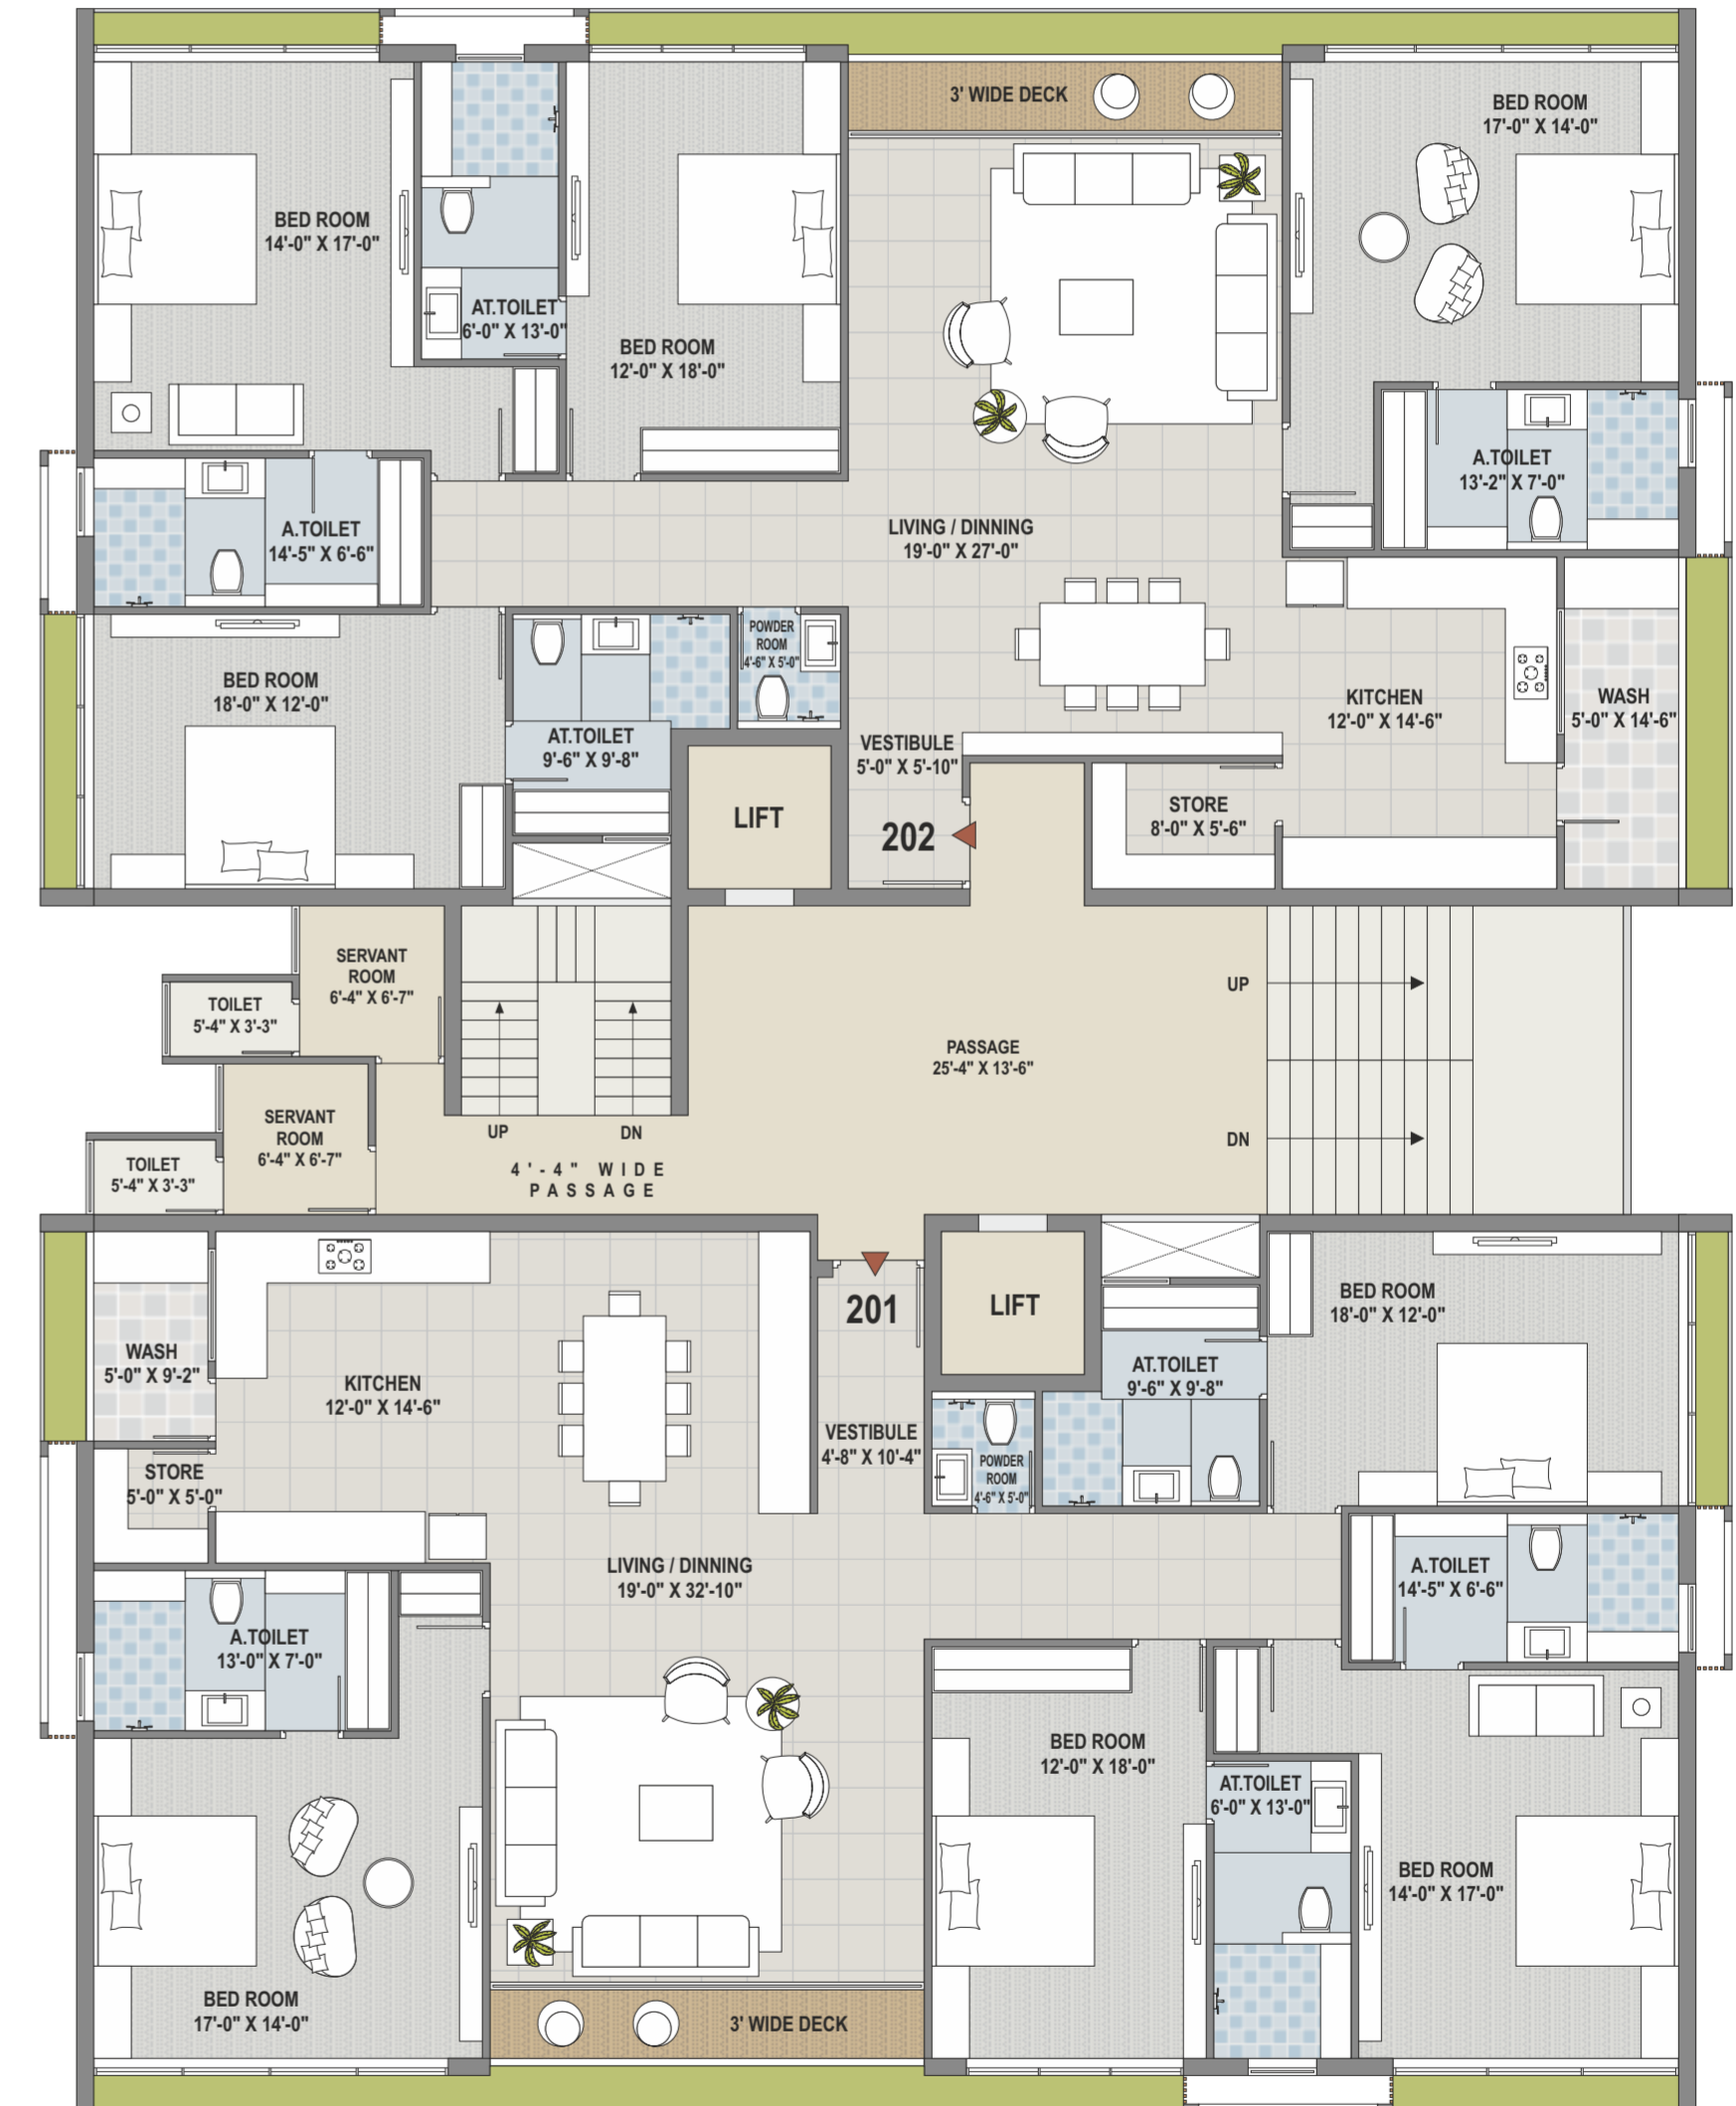 3' WIDE DECK
BED ROOM
17'-0" X 14'-0"
BED ROOM
14'-0" X 17'-0"
AT.TOILET
6'-0" X 13'-0"
BED ROOM
12'-0" X 18'-0"
A.TOILET
13'-2" X 7'-0"
A.TOILET
14'-5" X 6'-6"
LIVING / DINNING
19'-0" X 27'-0"
POWDER
ROOM
4'-6" X 5'-0"
BED ROOM
18'-0" X 12'-0"
AT.TOILET
9'-6" X 9'-8"
VESTIBULE
5'-0" X 5'-10"
KITCHEN
12'-0" X 14'-6"
WASH
5'-0" X 14'-6"
LIFT
202
STORE
8'-0" X 5'-6"
SERVANT
ROOM
6'-4" X 6'-7"
TOILET
5'-4" X 3'-3"
UP
PASSAGE
25'-4" X 13'-6"
SERVANT
ROOM
6'-4" X 6'-7"
UP
DN
DN
TOILET
5'-4" X 3'-3"
4'-4" WIDE
PASSAGE
201
LIFT
BED ROOM
18'-0" X 12'-0"
WASH
5'-0" X 9'-2"
KITCHEN
12'-0" X 14'-6"
AT.TOILET
9'-6" X 9'-8"
VESTIBULE
4'-8" X 10'-4"
STORE
5'-0" X 5'-0"
POWDER
ROOM
4'-6" X 5'-0"
LIVING / DINNING
19'-0" X 32'-10"
A.TOILET
14'-5" X 6'-6"
A.TOILET
13'-0" X 7'-0"
BED ROOM
12'-0" X 18'-0"
AT.TOILET
6'-0" X 13'-0"
BED ROOM
14'-0" X 17'-0"
BED ROOM
17'-0" X 14'-0"
3' WIDE DECK